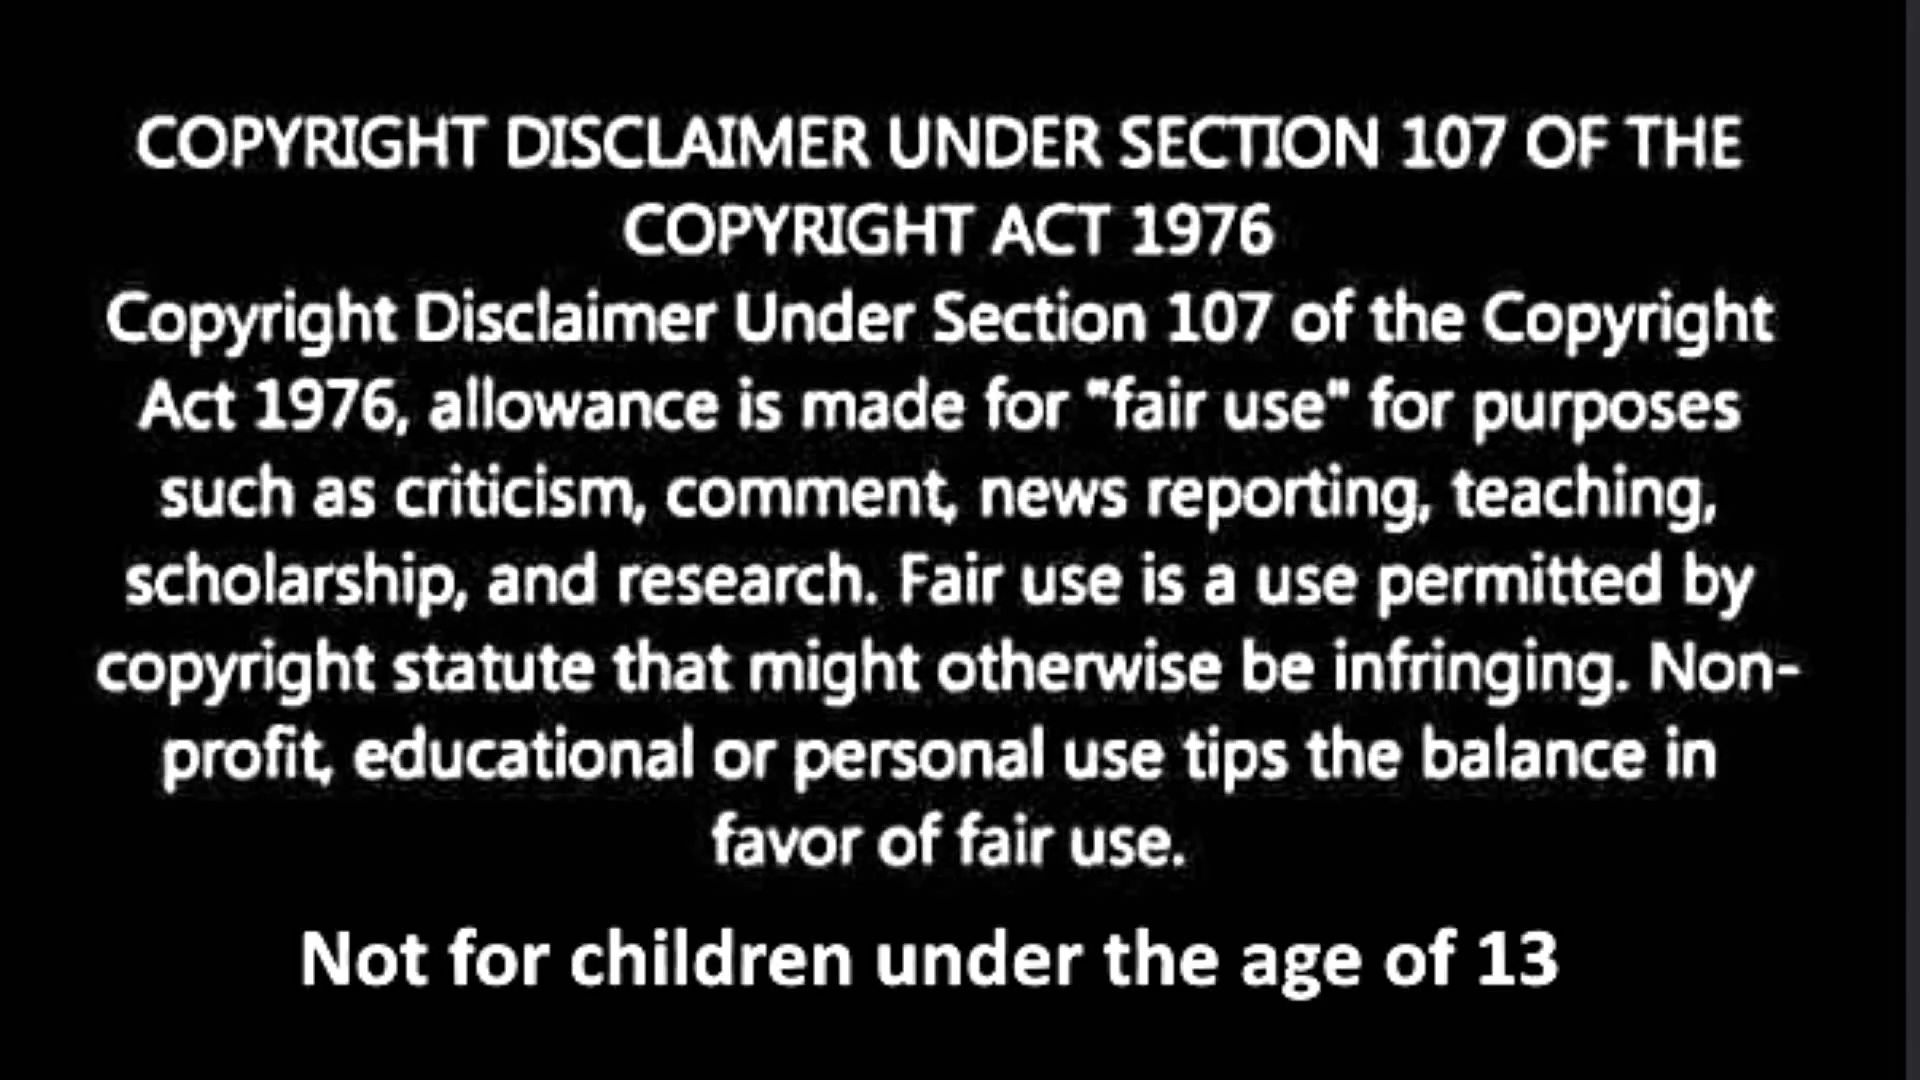 COPYRIGHT DISCLAIMER UNDER SECTION 107 OF THE
COPYRIGHT ACT 1976
Copyright Disclaimer Under Section 107 of the Copyright
Act 1976, allowance is made for "fair use" for purposes
such as criticism, comment, news reporting, teaching,
scholarship, and research. Fair use is a use permitted by
copyright statute that might otherwise be infringing. Non-
profit, educational or personal use tips the balance in
favor of fair use.
Not for children under the age of 13